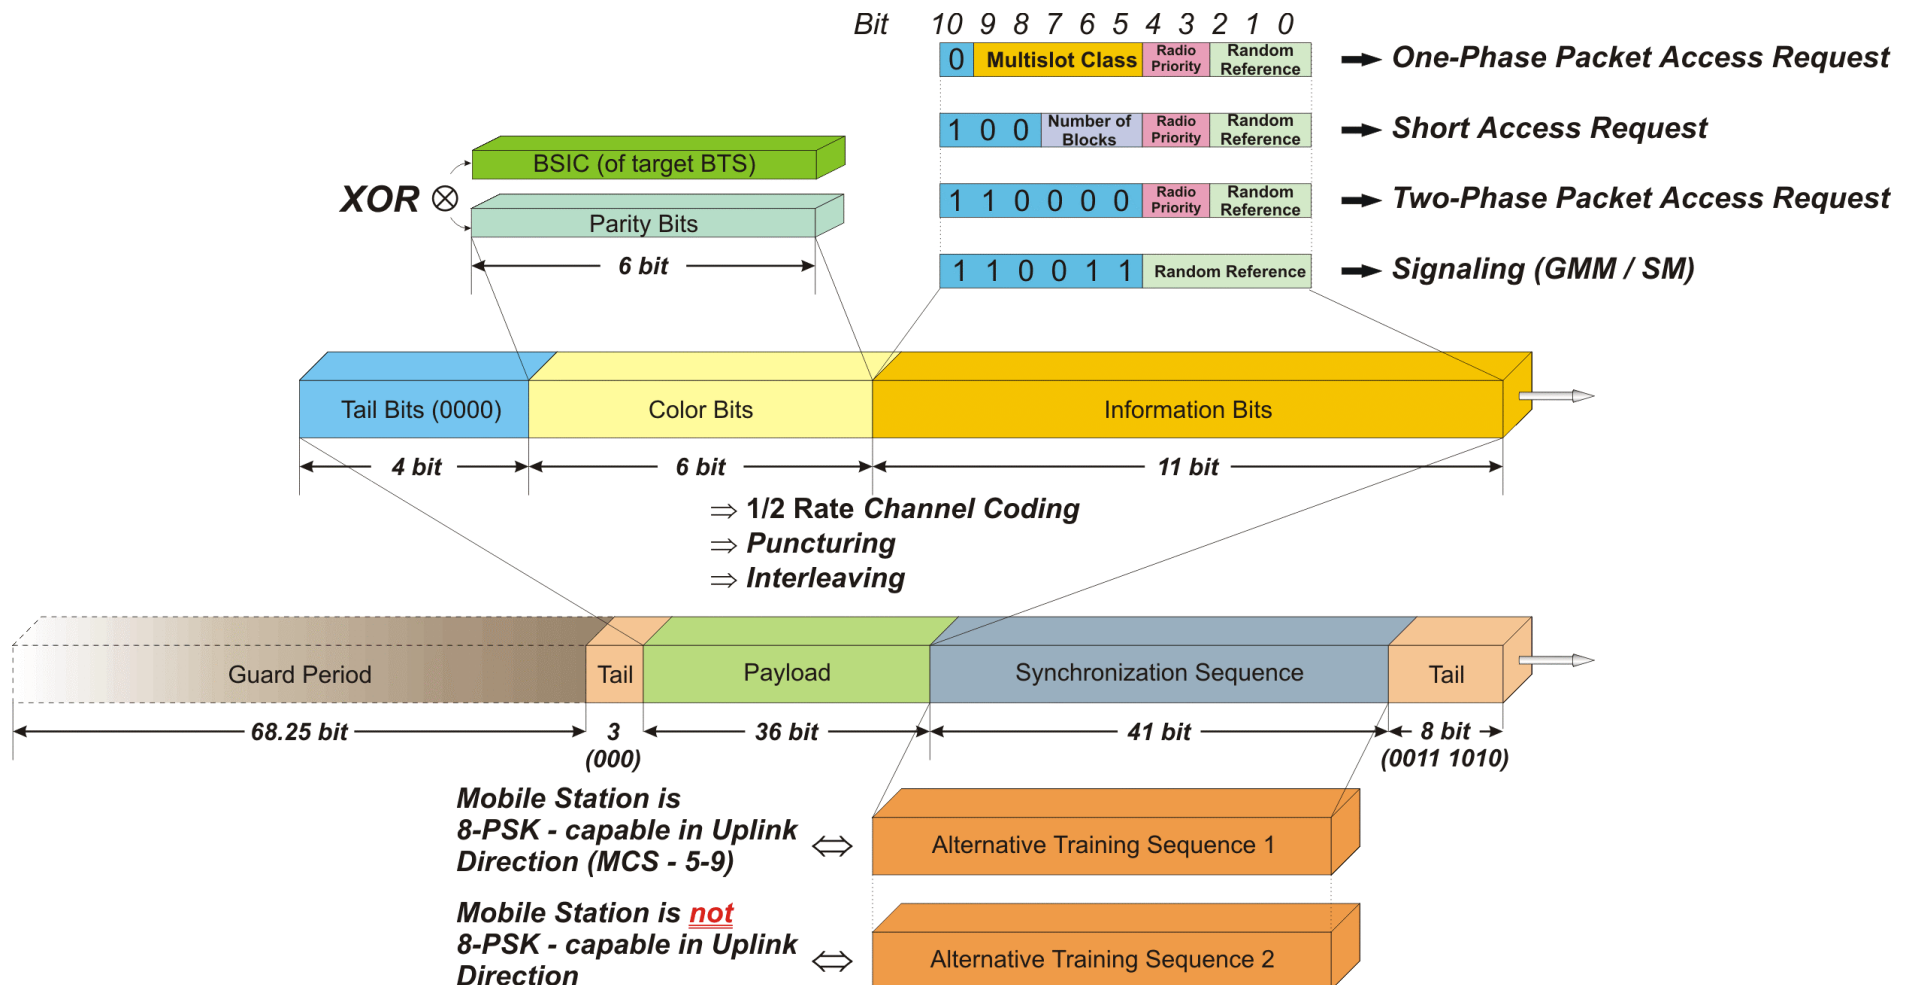 Bit 10 9 8 7 6 5 4 3 2 1 0
0 Multislot Class Radio Priority Random Reference
One-Phase Packet Access Request
1 0 0 Number of Blocks Radio Priority Random Reference
Short Access Request
1 1 0 0 0 0 Radio Priority Random Reference
Two-Phase Packet Access Request
1 1 0 0 1 1 Random Reference
Signaling (GMM / SM)
BSIC (of target BTS)
XOR
Parity Bits
6 bit
Tail Bits (0000)
Color Bits
Information Bits
4 bit
6 bit
11 bit
⇒ 1/2 Rate Channel Coding
⇒ Puncturing
⇒ Interleaving
Guard Period
Tail
Payload
Synchronization Sequence
Tail
68.25 bit
3
(000)
36 bit
41 bit
8 bit
(0011 1010)
Mobile Station is
8-PSK - capable in Uplink
Direction (MCS - 5-9)
Alternative Training Sequence 1
Mobile Station is not
8-PSK - capable in Uplink
Direction
Alternative Training Sequence 2